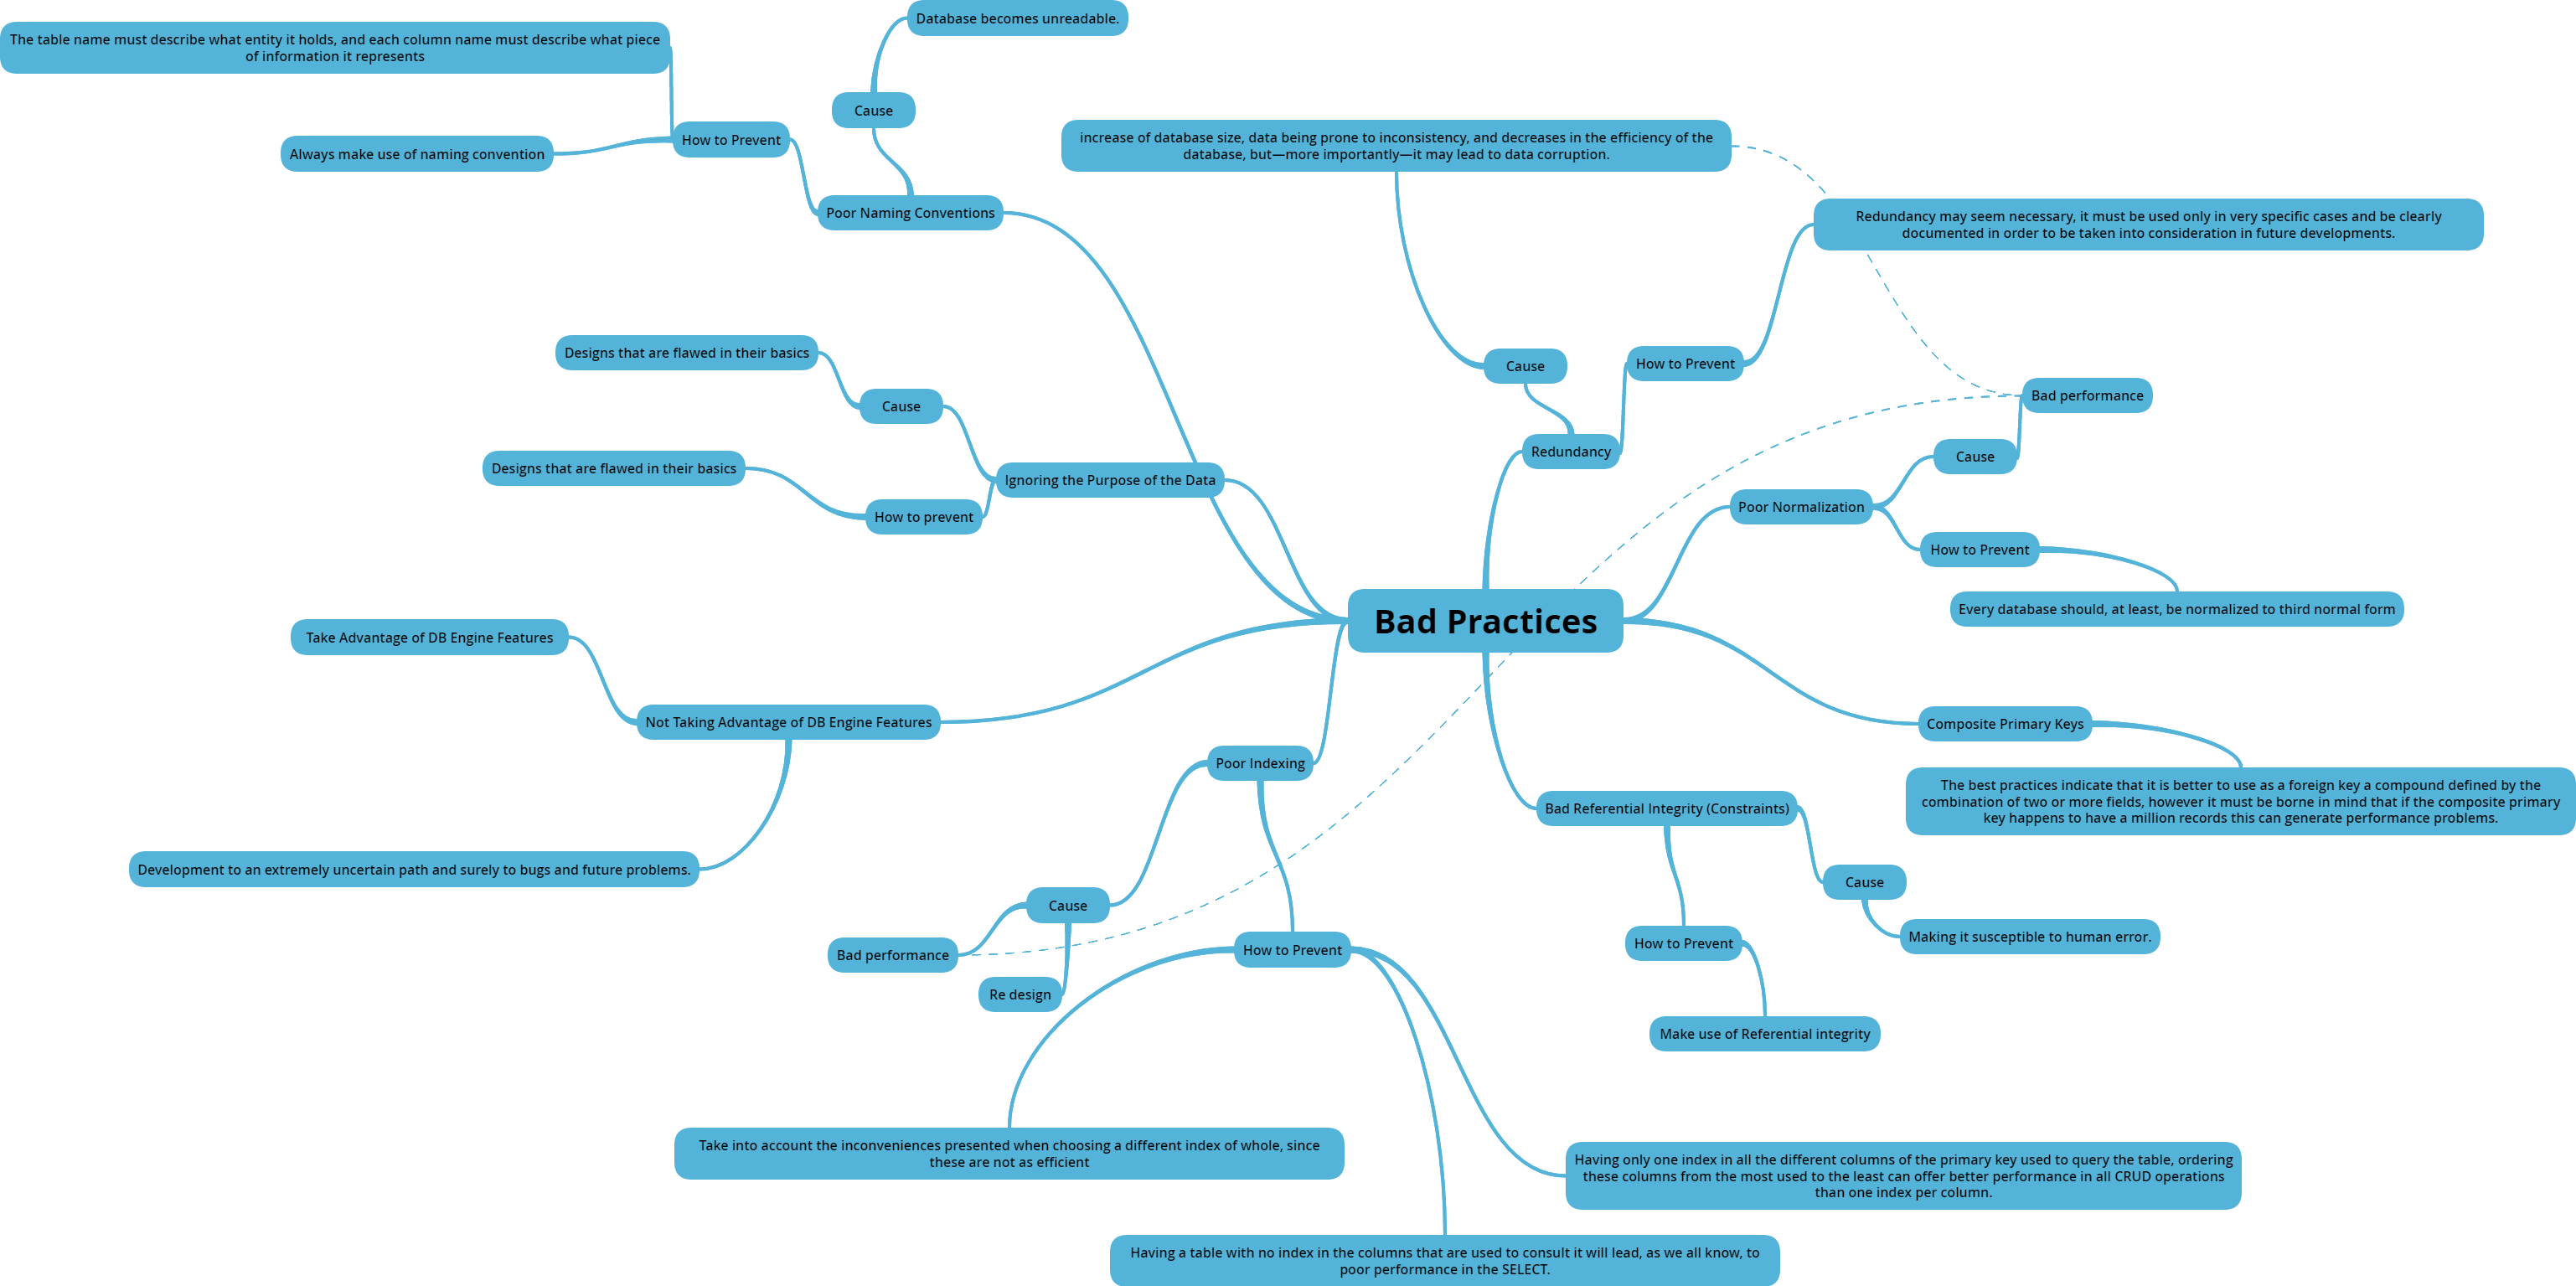 Database becomes unreadable.
The table name must describe what entity it holds, and each column name must describe what piece
of information it represents
Cause
How to Prevent
Always make use of naming convention
Poor Naming Conventions
increase of database size, data being prone to inconsistency, and decreases in the efficiency of the
database, but—more importantly—it may lead to data corruption.
Redundancy may seem necessary, it must be used only in very specific cases and be clearly
documented in order to be taken into consideration in future developments.
Designs that are flawed in their basics
Cause
Designs that are flawed in their basics
How to prevent
Ignoring the Purpose of the Data
Cause
How to Prevent
Redundancy
Bad performance
Cause
Poor Normalization
How to Prevent
Every database should, at least, be normalized to third normal form
Bad Practices
Take Advantage of DB Engine Features
Not Taking Advantage of DB Engine Features
Development to an extremely uncertain path and surely to bugs and future problems.
Composite Primary Keys
The best practices indicate that it is better to use as a foreign key a compound defined by the
combination of two or more fields, however it must be borne in mind that if the composite primary
key happens to have a million records this can generate performance problems.
Poor Indexing
Cause
Bad performance
Re design
How to Prevent
Bad Referential Integrity (Constraints)
Cause
Making it susceptible to human error.
How to Prevent
Make use of Referential integrity
Take into account the inconveniences presented when choosing a different index of whole, since
these are not as efficient
Having only one index in all the different columns of the primary key used to query the table, ordering
these columns from the most used to the least can offer better performance in all CRUD operations
than one index per column.
Having a table with no index in the columns that are used to consult it will lead, as we all know, to
poor performance in the SELECT.